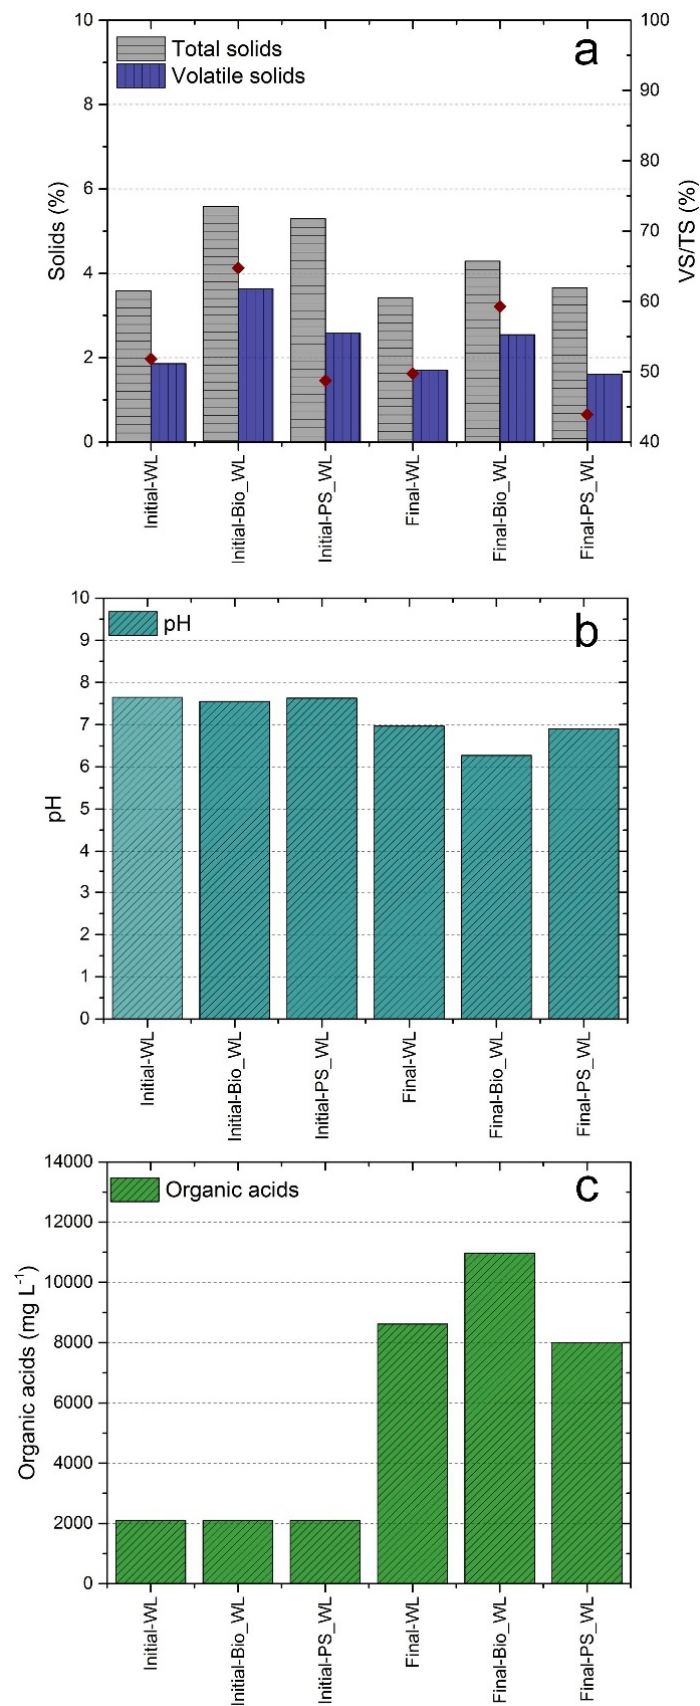 a
Total solids
Volatile solids
10
8
6
4
2
0
Solids (%)
100
90
80
70
60
50
40
VS/TS (%)
Initial-WL
Initial-Bio_WL
Initial-PS_WL
Final-WL
Final-Bio_WL
Final-PS_WL
b
pH
10
9
8
7
6
5
4
3
2
1
0
pH
Initial-WL
Initial-Bio_WL
Initial-PS_WL
Final-WL
Final-Bio_WL
Final-PS_WL
c
Organic acids
14000
12000
10000
8000
6000
4000
2000
0
Organic acids (mg L⁻¹)
Initial-WL
Initial-Bio_WL
Initial-PS_WL
Final-WL
Final-Bio_WL
Final-PS_WL